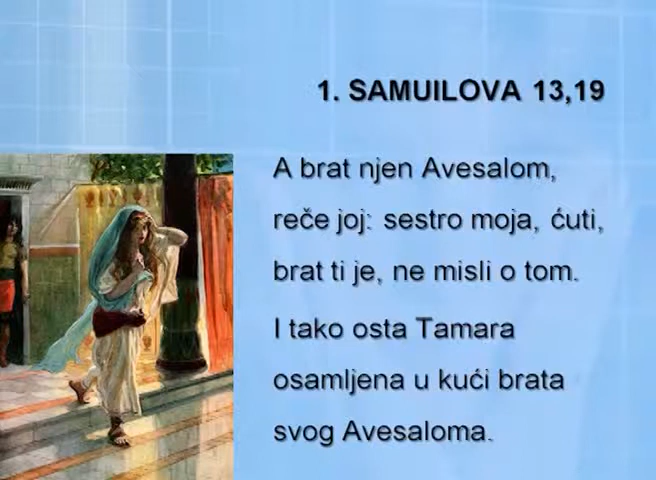 1. SAMUILOVA 13,19
A brat njen Avesalom,
reče joj: sestro moja, ćuti,
brat ti je, ne misli o tom.
I tako osta Tamara
osamljena u kući brata
svog Avesaloma.